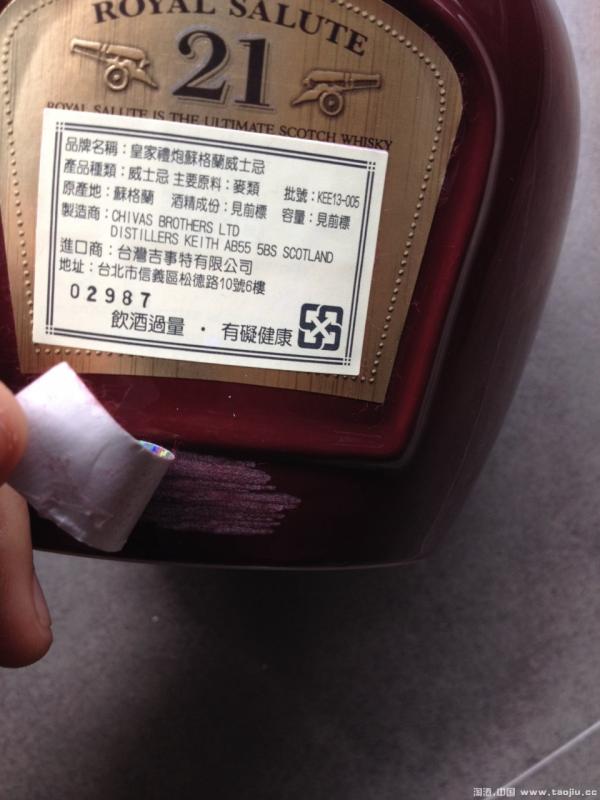 ROYAL SALUTE
21
ROYAL SALUTE IS THE ULTIMATE SCOTCH WHISKY
品牌名稱：皇家禮炮蘇格蘭威士忌
產品種類：威士忌 主要原料：麥類 批號：KEE13-005
原產地：蘇格蘭 酒精成份：見前標 容量：見前標
製造商：CHIVAS BROTHERS LTD
DISTILLERS KEITH AB55 5BS SCOTLAND
進口商：台灣吉事特有限公司
地址：台北市信義區松德路10號6樓
02987
飲酒過量・有礙健康
淘酒.中国 www.taojiu.cc